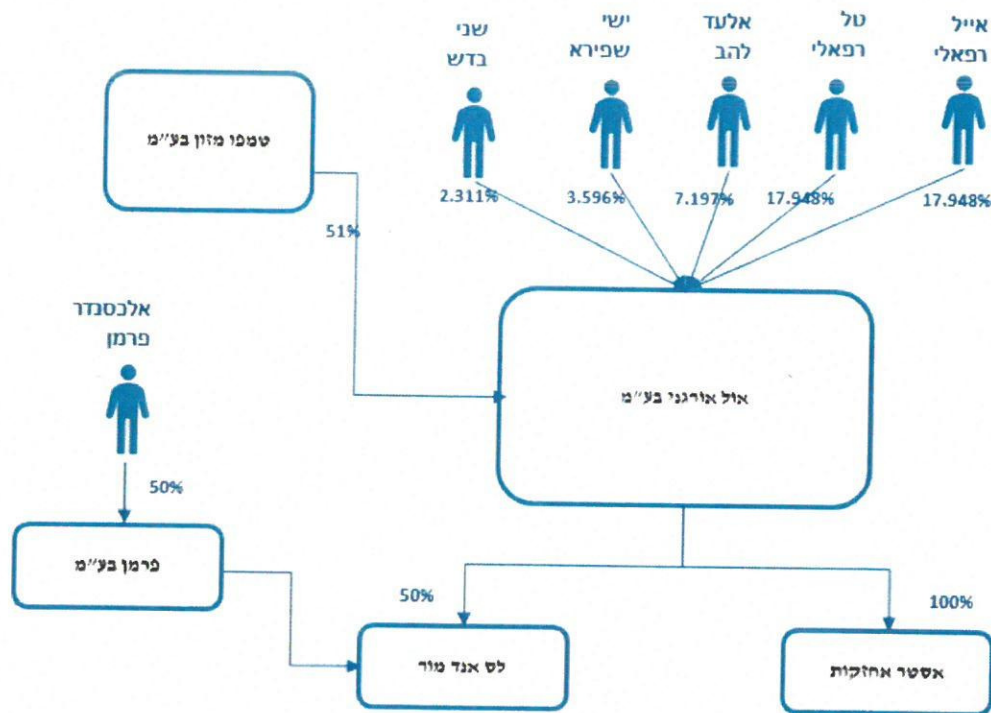 אייל
רפאלי
טל
רפאלי
אלעד
להב
ישי
שפירא
שני
בדש
טמפו מזון בע״מ
17.948%
17.948%
7.197%
3.596%
2.311%
51%
אלכסנדר
פרמן
אול אורגני בע״מ
50%
פרמן בע״מ
50%
100%
לס אנד מור
אסטר אחזקות